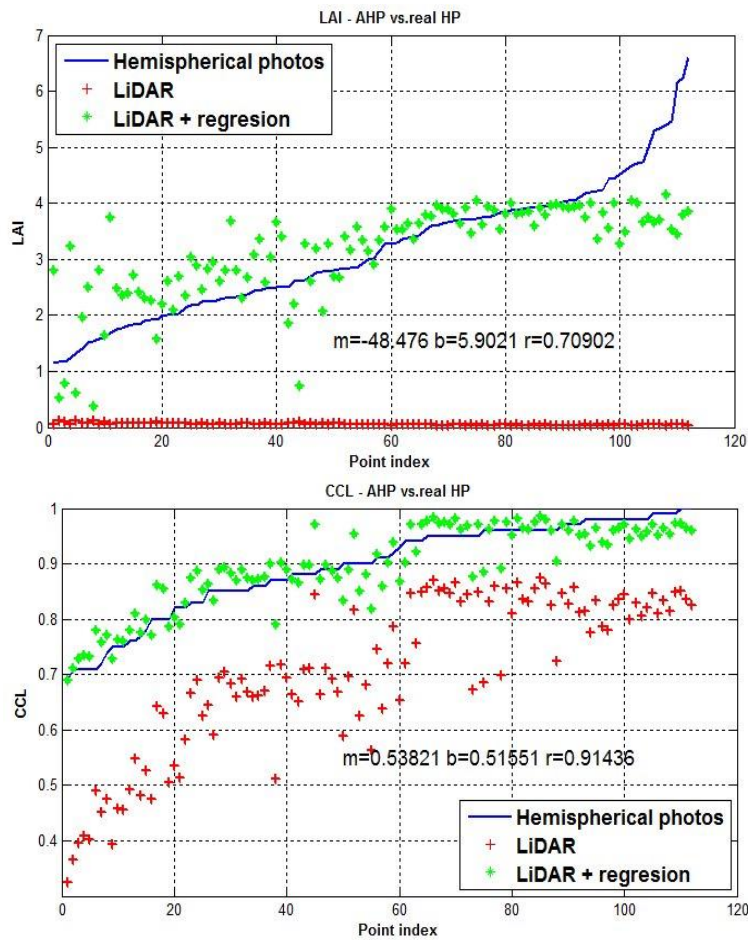 LAI - AHP vs.real HP
7
6
5
4
3
2
1
0
LAI
Hemispherical photos
LiDAR
LiDAR + regresion
m=-48.476 b=5.9021 r=0.70902
0 20 40 60 80 100 120
Point index
CCL - AHP vs.real HP
1
0.9
0.8
0.7
0.6
0.5
0.4
CCL
m=0.53821 b=0.51551 r=0.91436
Hemispherical photos
LiDAR
LiDAR + regresion
0 20 40 60 80 100 120
Point index